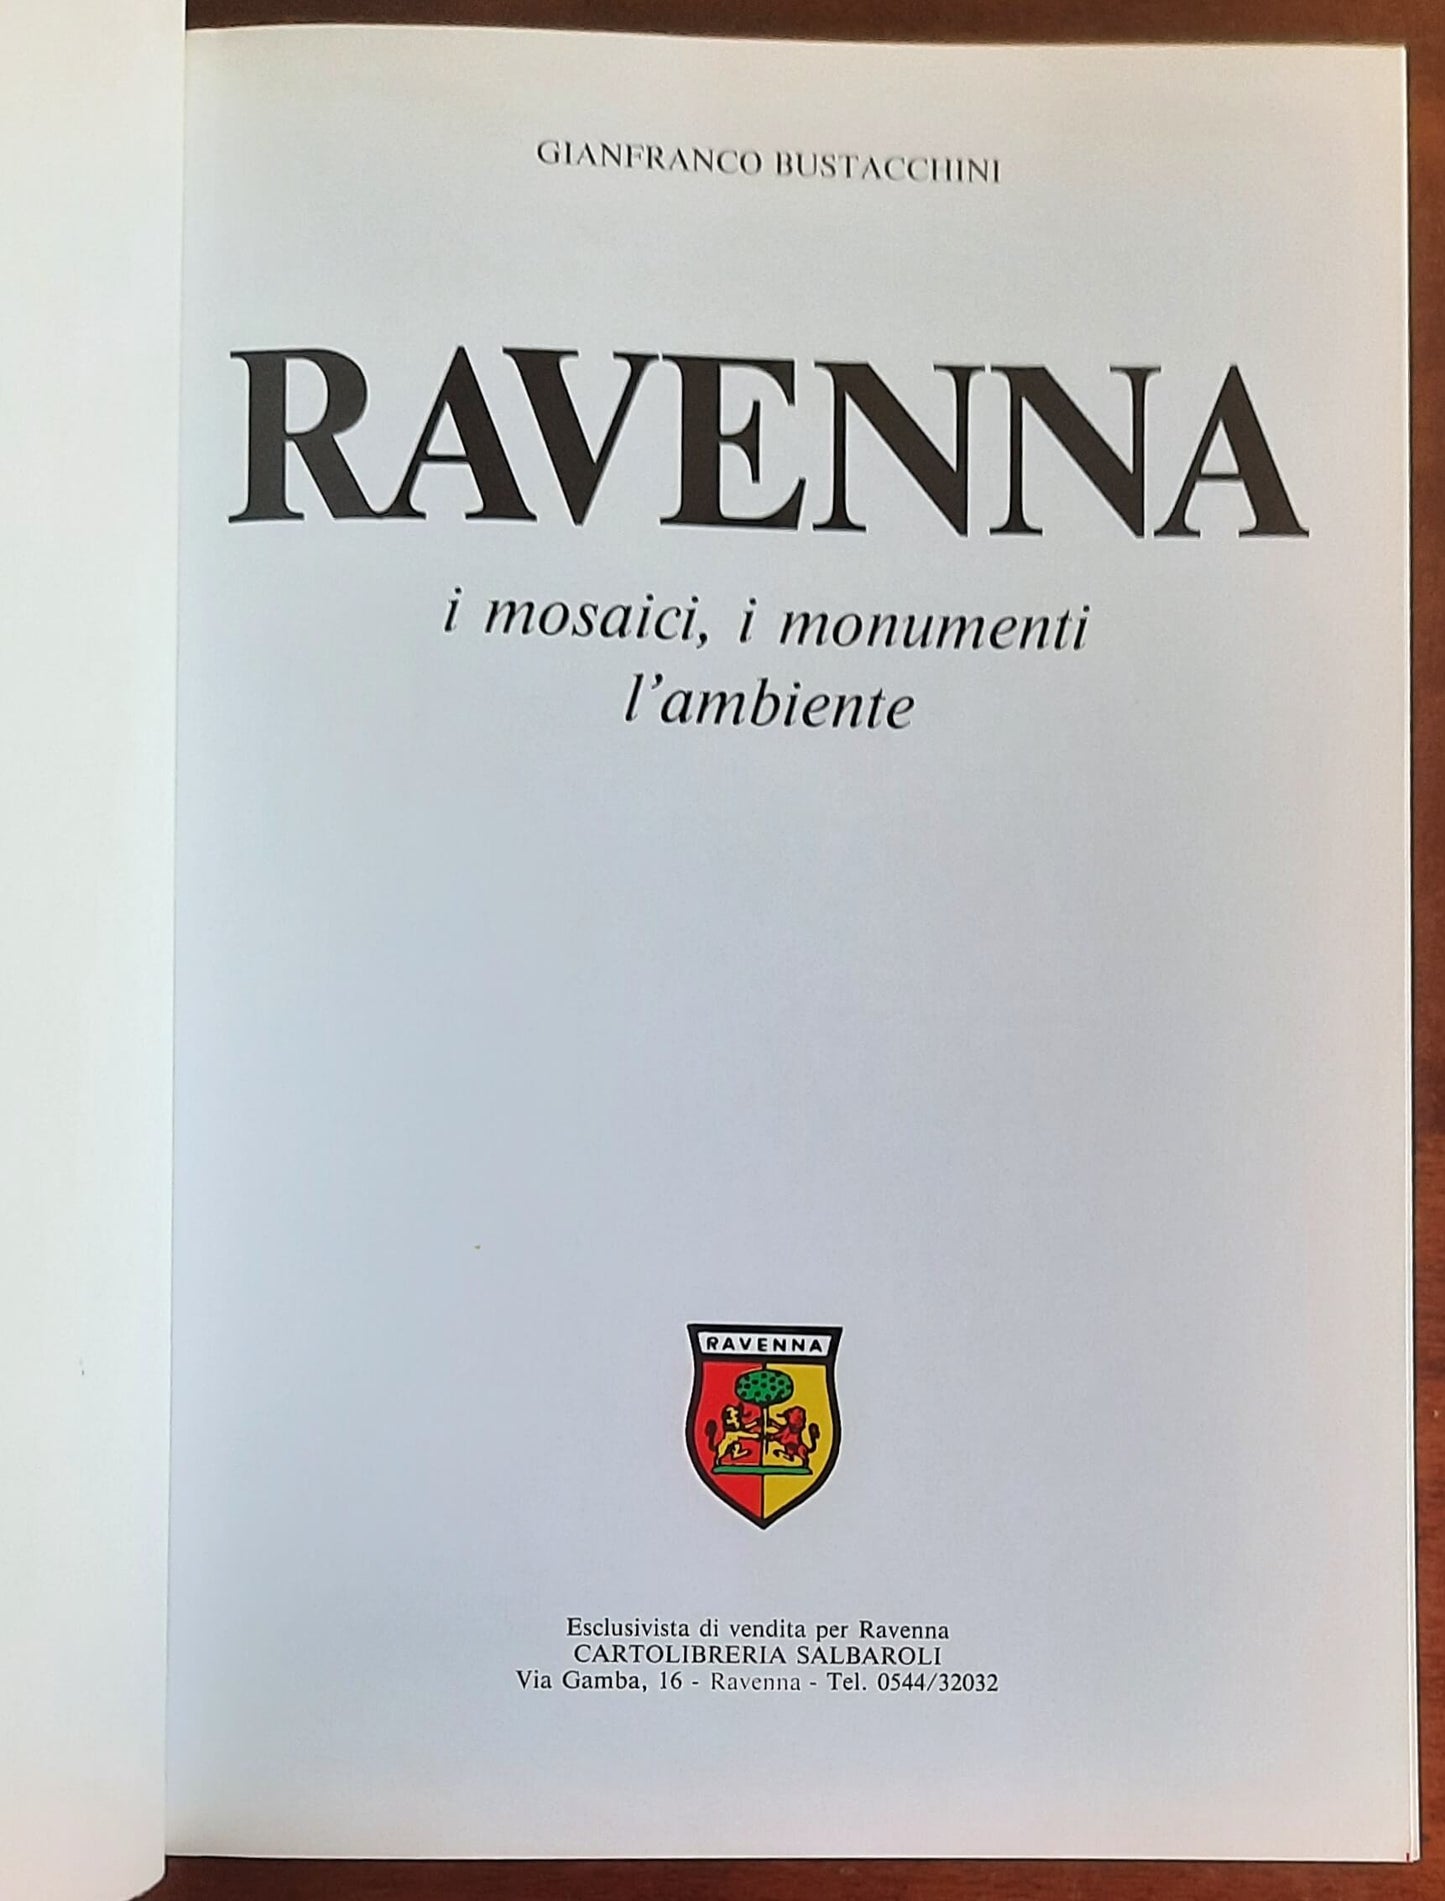 GIANFRANCO BUSTACCHINI
RAVENNA
i mosaici, i monumenti
l'ambiente
RAVENNA
Esclusivista di vendita per Ravenna
CARTOLIBRERIA SALBAROLI
Via Gamba, 16 - Ravenna - Tel. 0544/32032